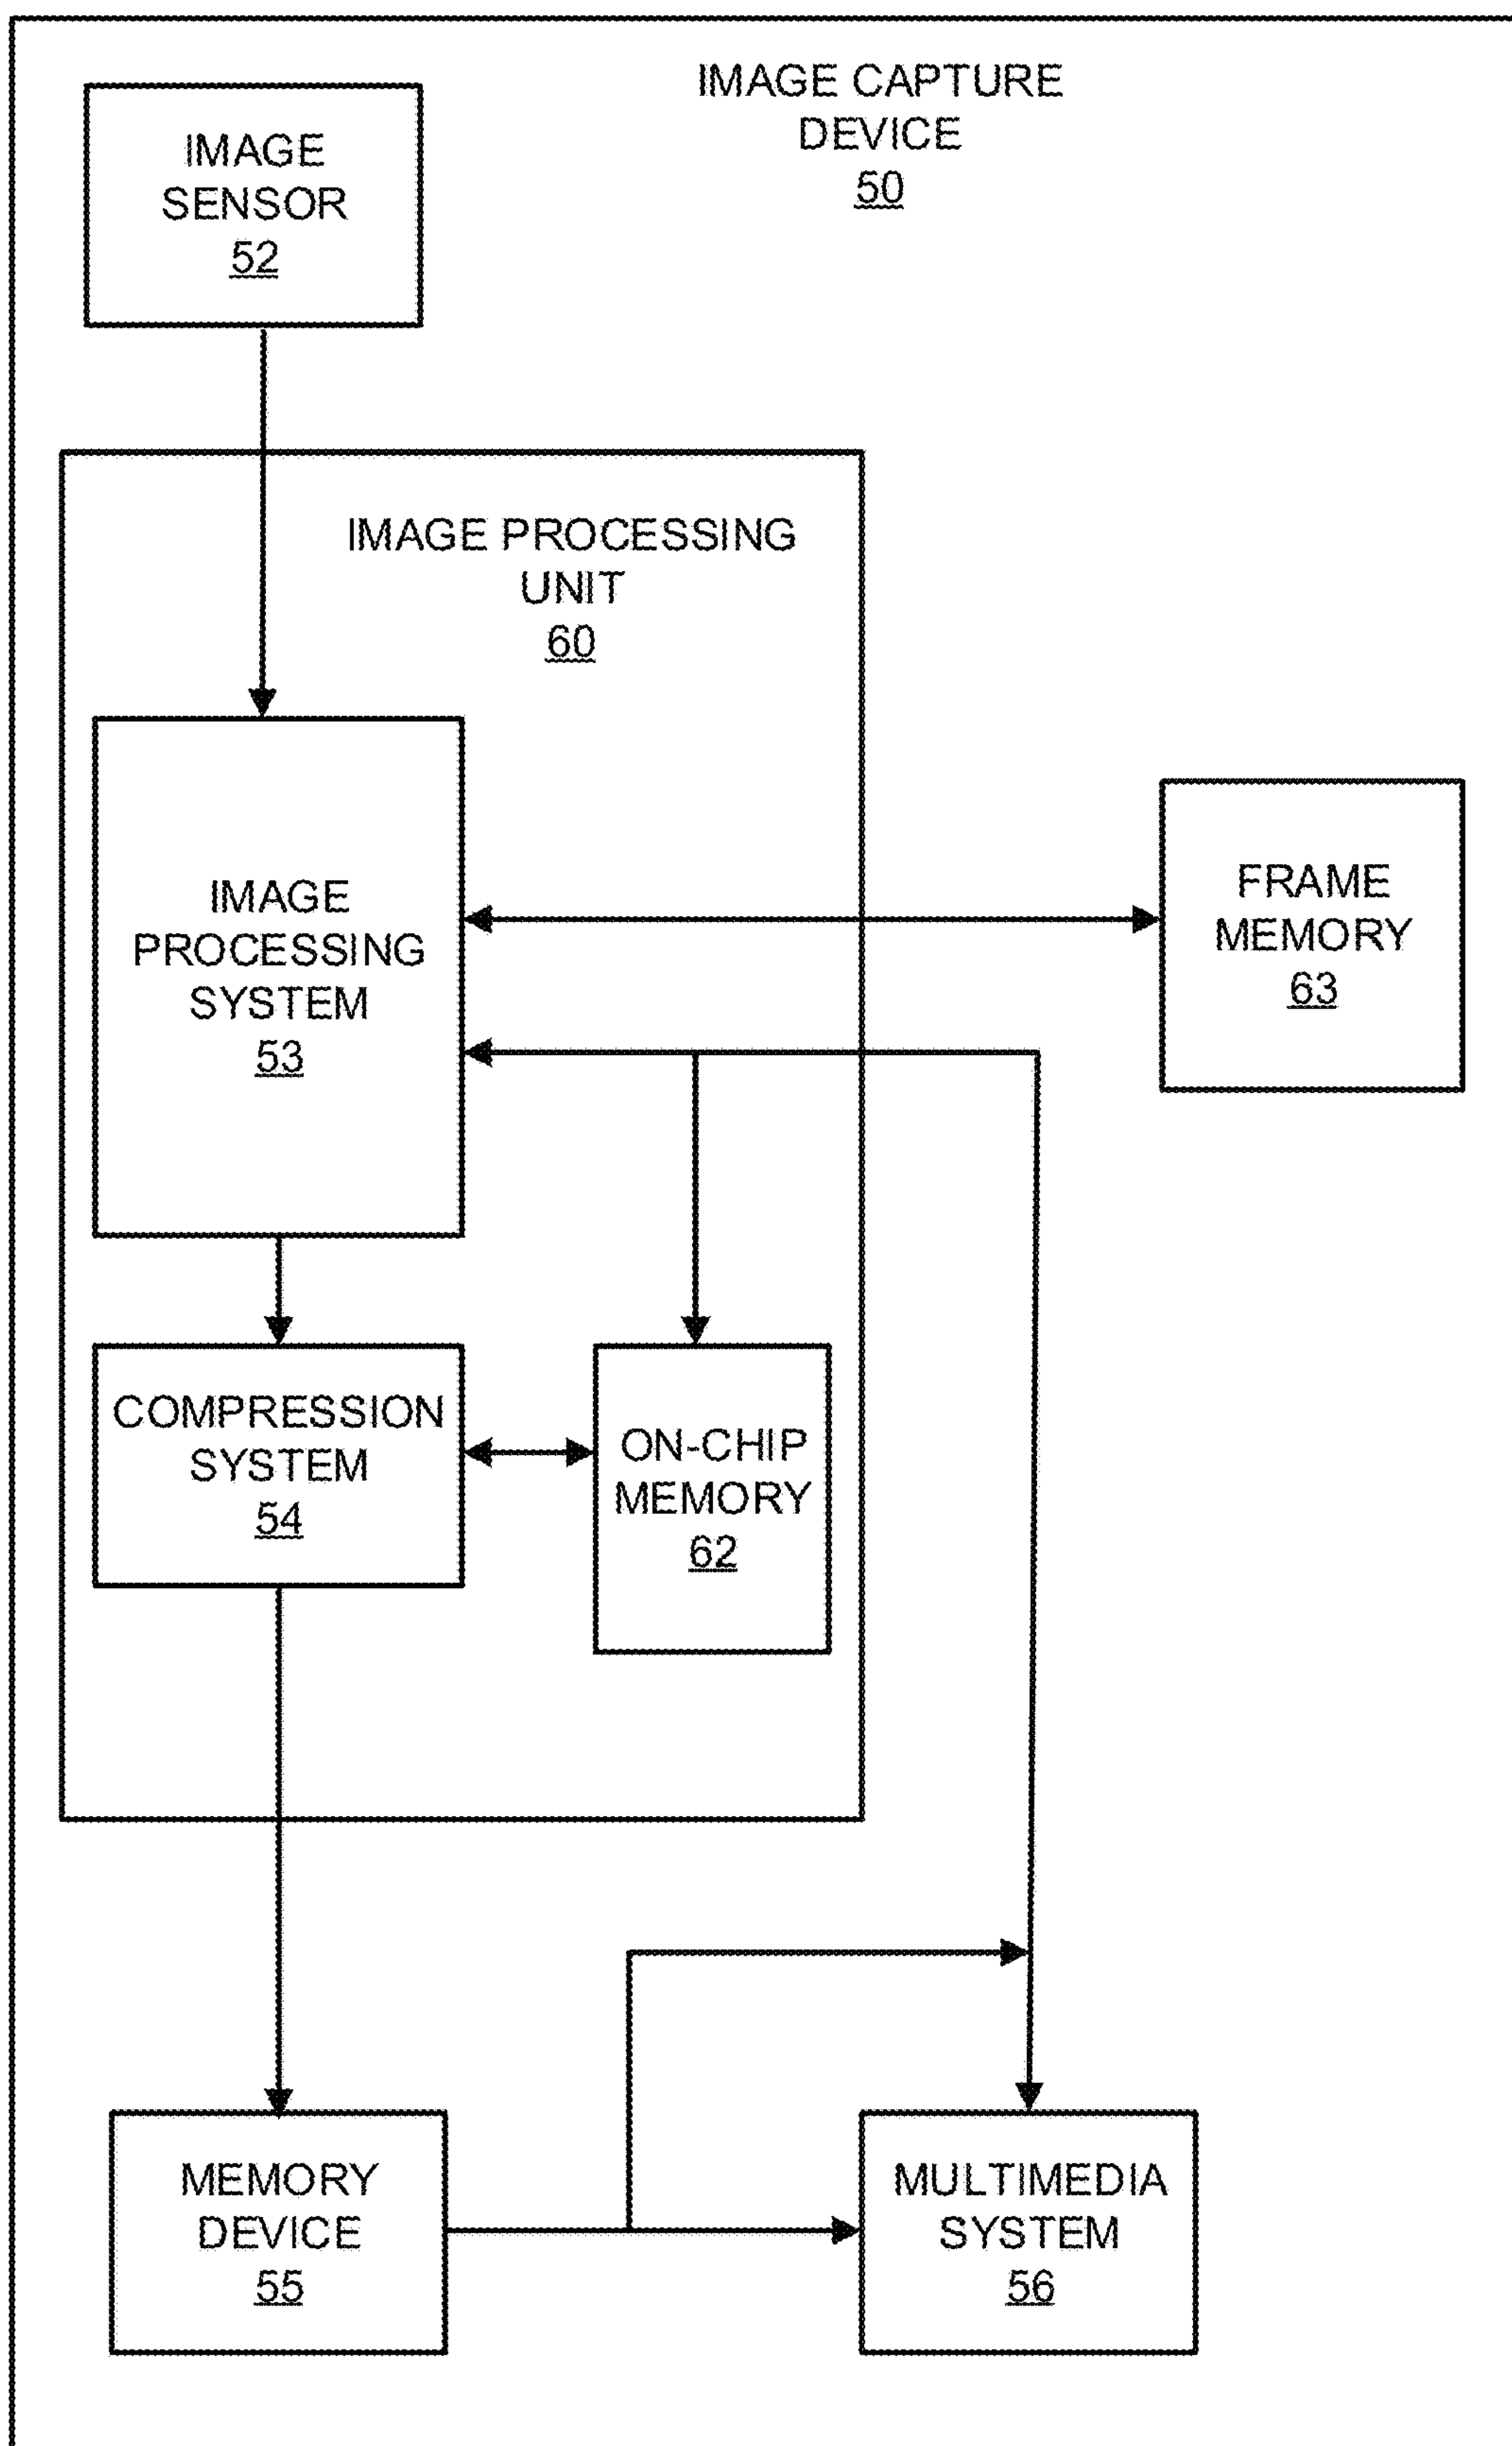 IMAGE CAPTURE
DEVICE
50
IMAGE
SENSOR
52
IMAGE PROCESSING
UNIT
60
IMAGE
PROCESSING
SYSTEM
53
FRAME
MEMORY
63
COMPRESSION
SYSTEM
54
ON-CHIP
MEMORY
62
MEMORY
DEVICE
55
MULTIMEDIA
SYSTEM
56